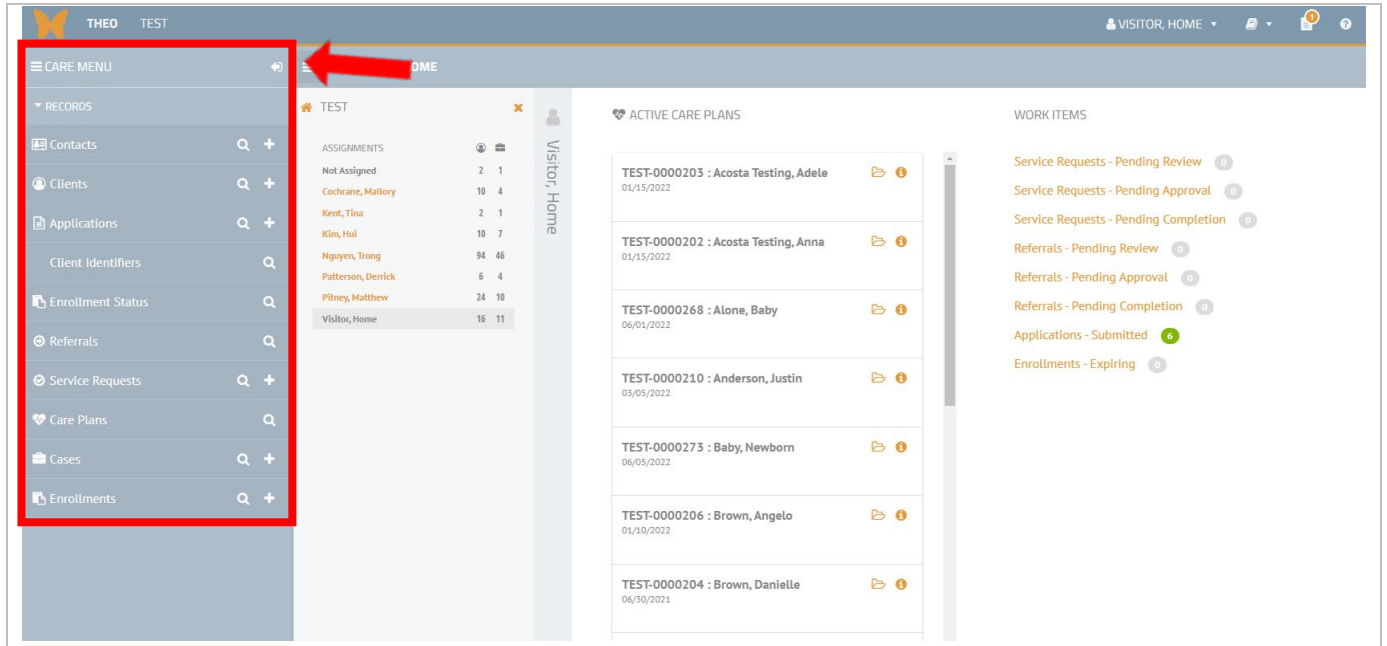 THEO TEST
VISITOR, HOME
1
CARE MENU
OME
RECORDS
Contacts
Clients
Applications
Client Identifiers
Enrollment Status
Referrals
Service Requests
Care Plans
Cases
Enrollments
TEST
ASSIGNMENTS
Not Assigned 2 1
Cochrane, Mallory 10 4
Kent, Tina 2 1
Kim, Hui 10 7
Nguyen, Trong 94 46
Patterson, Derrick 6 4
Pitney, Matthew 24 10
Visitor, Home 16 11
Visitor, Home
ACTIVE CARE PLANS
TEST-0000203 : Acosta Testing, Adele
01/15/2022
TEST-0000202 : Acosta Testing, Anna
01/15/2022
TEST-0000268 : Alone, Baby
06/01/2022
TEST-0000210 : Anderson, Justin
03/05/2022
TEST-0000273 : Baby, Newborn
06/05/2022
TEST-0000206 : Brown, Angelo
01/10/2022
TEST-0000204 : Brown, Danielle
06/30/2021
WORK ITEMS
Service Requests - Pending Review 0
Service Requests - Pending Approval 0
Service Requests - Pending Completion 0
Referrals - Pending Review 0
Referrals - Pending Approval 0
Referrals - Pending Completion 0
Applications - Submitted 6
Enrollments - Expiring 0